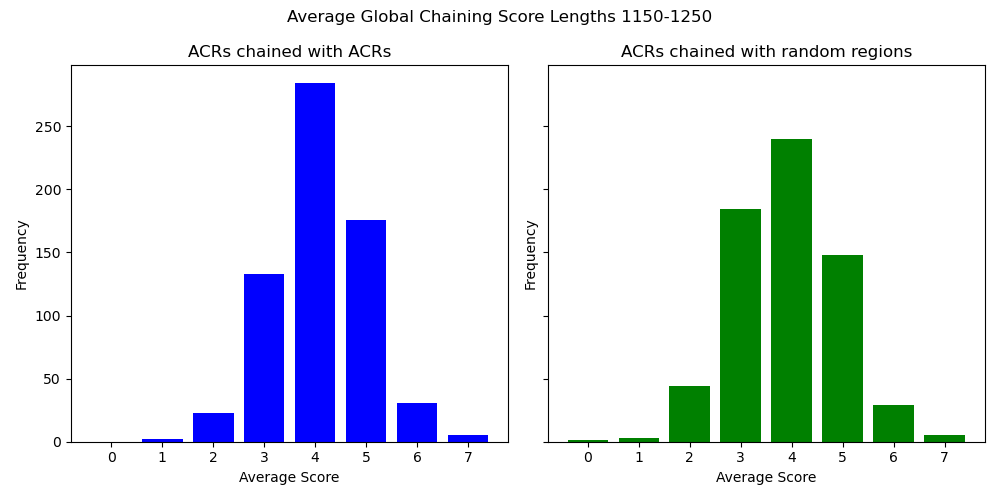 Average Global Chaining Score Lengths 1150-1250
ACRs chained with ACRs
Frequency
250
200
150
100
50
0
0 1 2 3 4 5 6 7
Average Score
ACRs chained with random regions
Frequency
0 1 2 3 4 5 6 7
Average Score